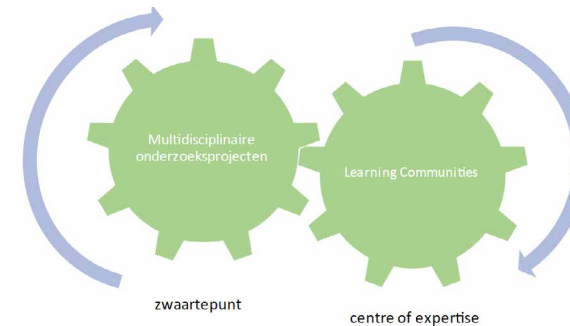 Multidisciplinaire
onderzoeksprojecten
Learning Communities
zwaartepunt
centre of expertise